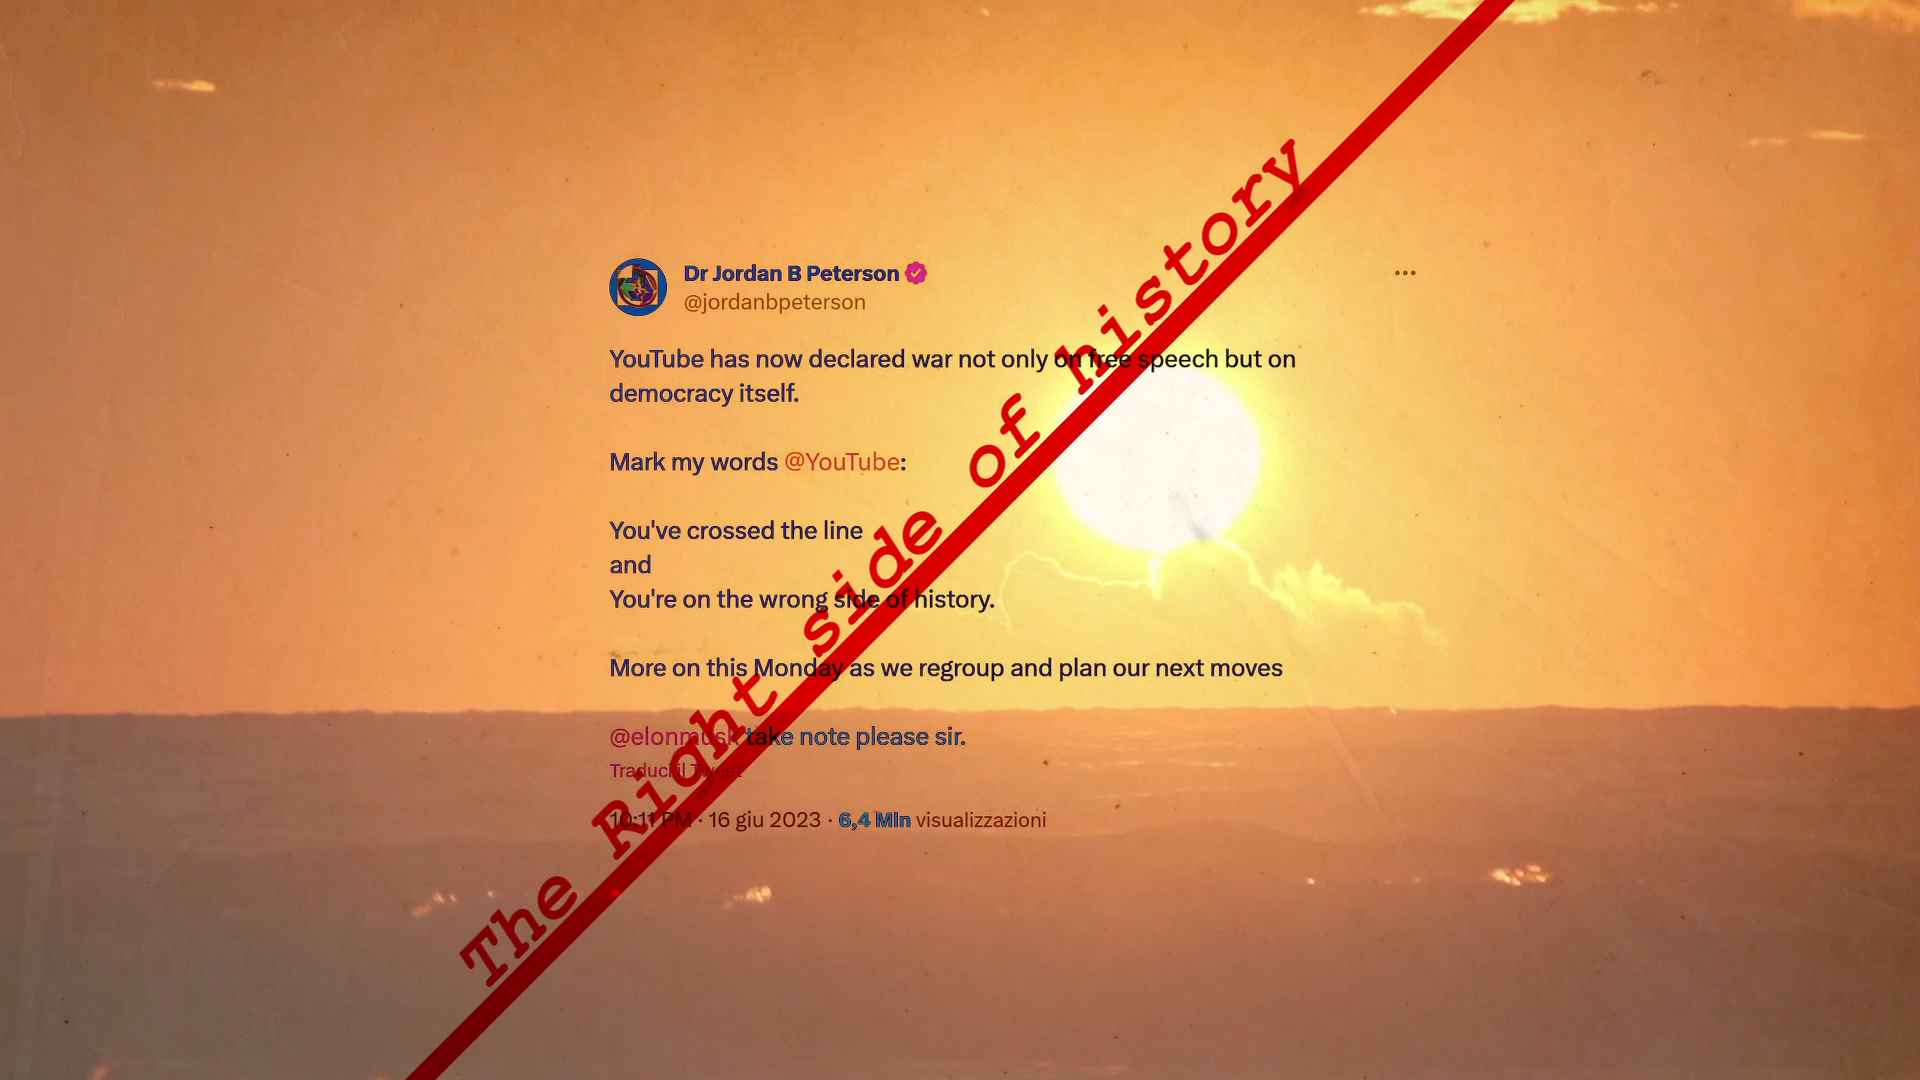 Dr Jordan B Peterson
@jordanbpeterson
YouTube has now declared war not only on free speech but on
democracy itself.
Mark my words @YouTube:
You've crossed the line
and
You're on the wrong side of history.
More on this Monday as we regroup and plan our next moves
@elonmusk take note please sir.
Traduci il Tweet
10:11 PM · 16 giu 2023 · 6,4 Mln visualizzazioni
The Right side of history